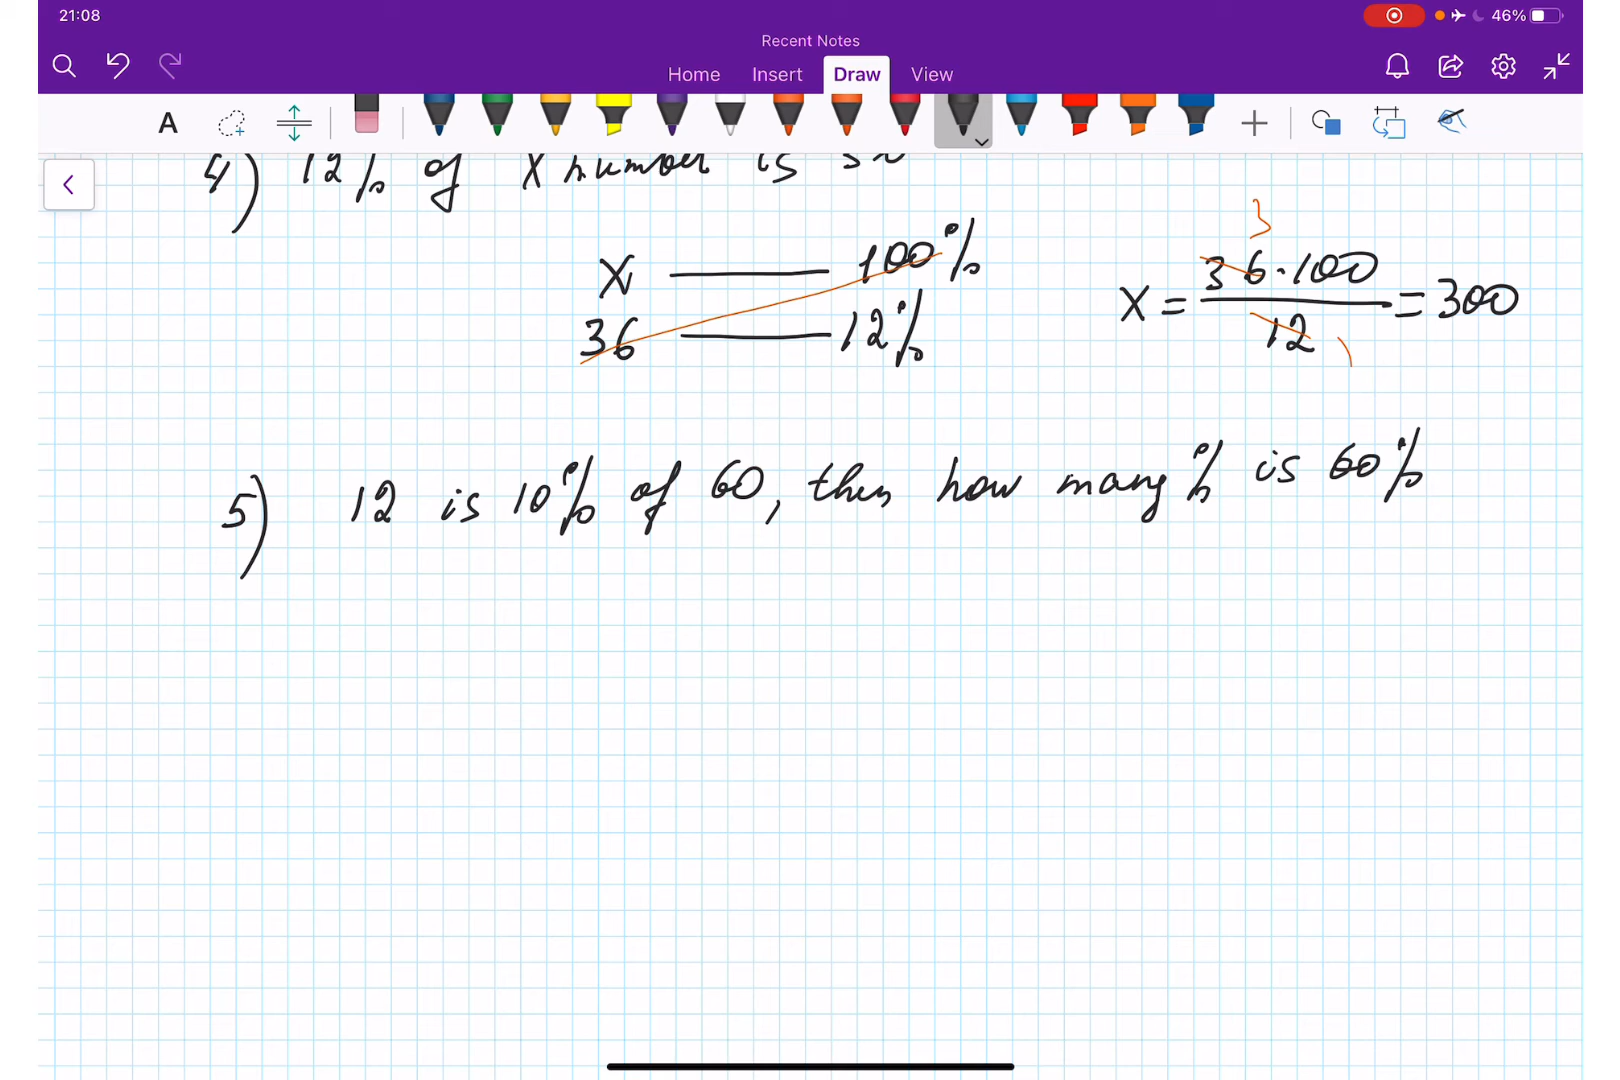 21:08
46%
Recent Notes
Home Insert Draw View
A
4) 12% of X number is
X — 100%
36 — 12%
3
X = 36·100 / 12 = 300
1
5) 12 is 10% of 60, then how many % is 60%